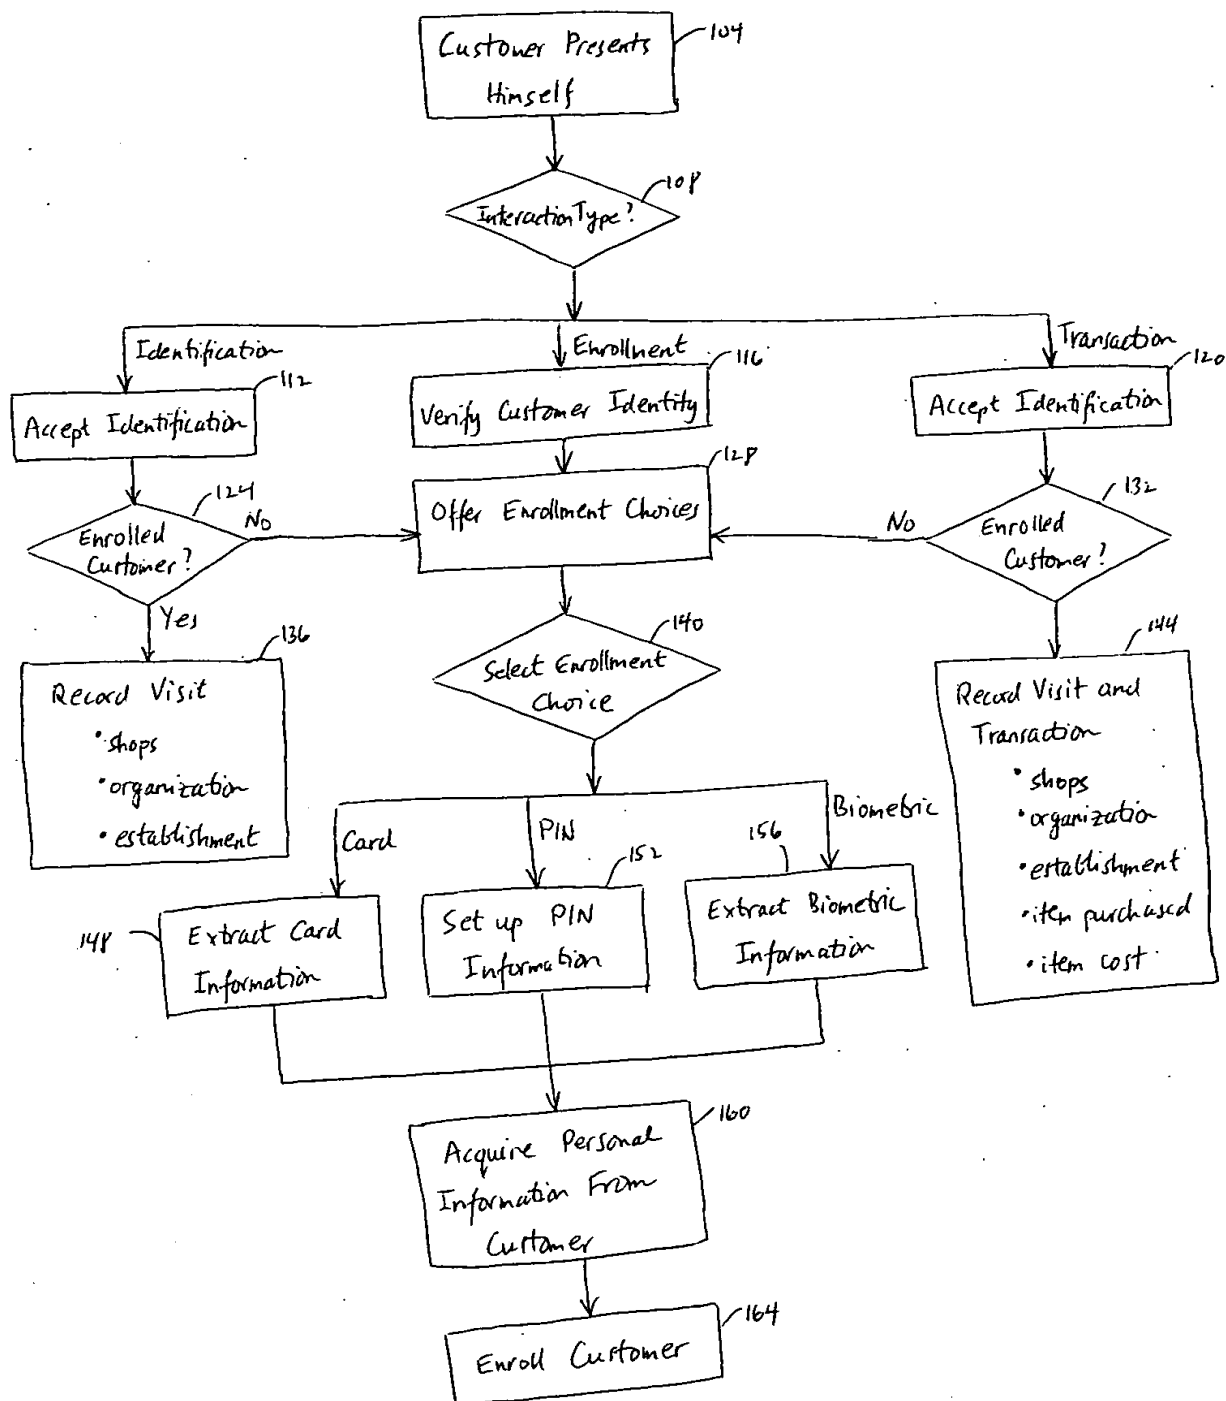 Customer Presents
Himself
104
Interaction Type?
108
Identification
Enrollment
Transaction
112
Accept Identification
116
Verify Customer Identity
120
Accept Identification
124
Enrolled
Customer?
No
Yes
128
Offer Enrollment Choices
132
Enrolled
Customer?
No
136
Record Visit
• shops
• organization
• establishment
140
Select Enrollment
Choice
144
Record Visit and
Transaction
• shops
• organization
• establishment
• item purchased
• item cost
Card
PIN
Biometric
148
Extract Card
Information
152
Set up PIN
Information
156
Extract Biometric
Information
160
Acquire Personal
Information From
Customer
164
Enroll Customer